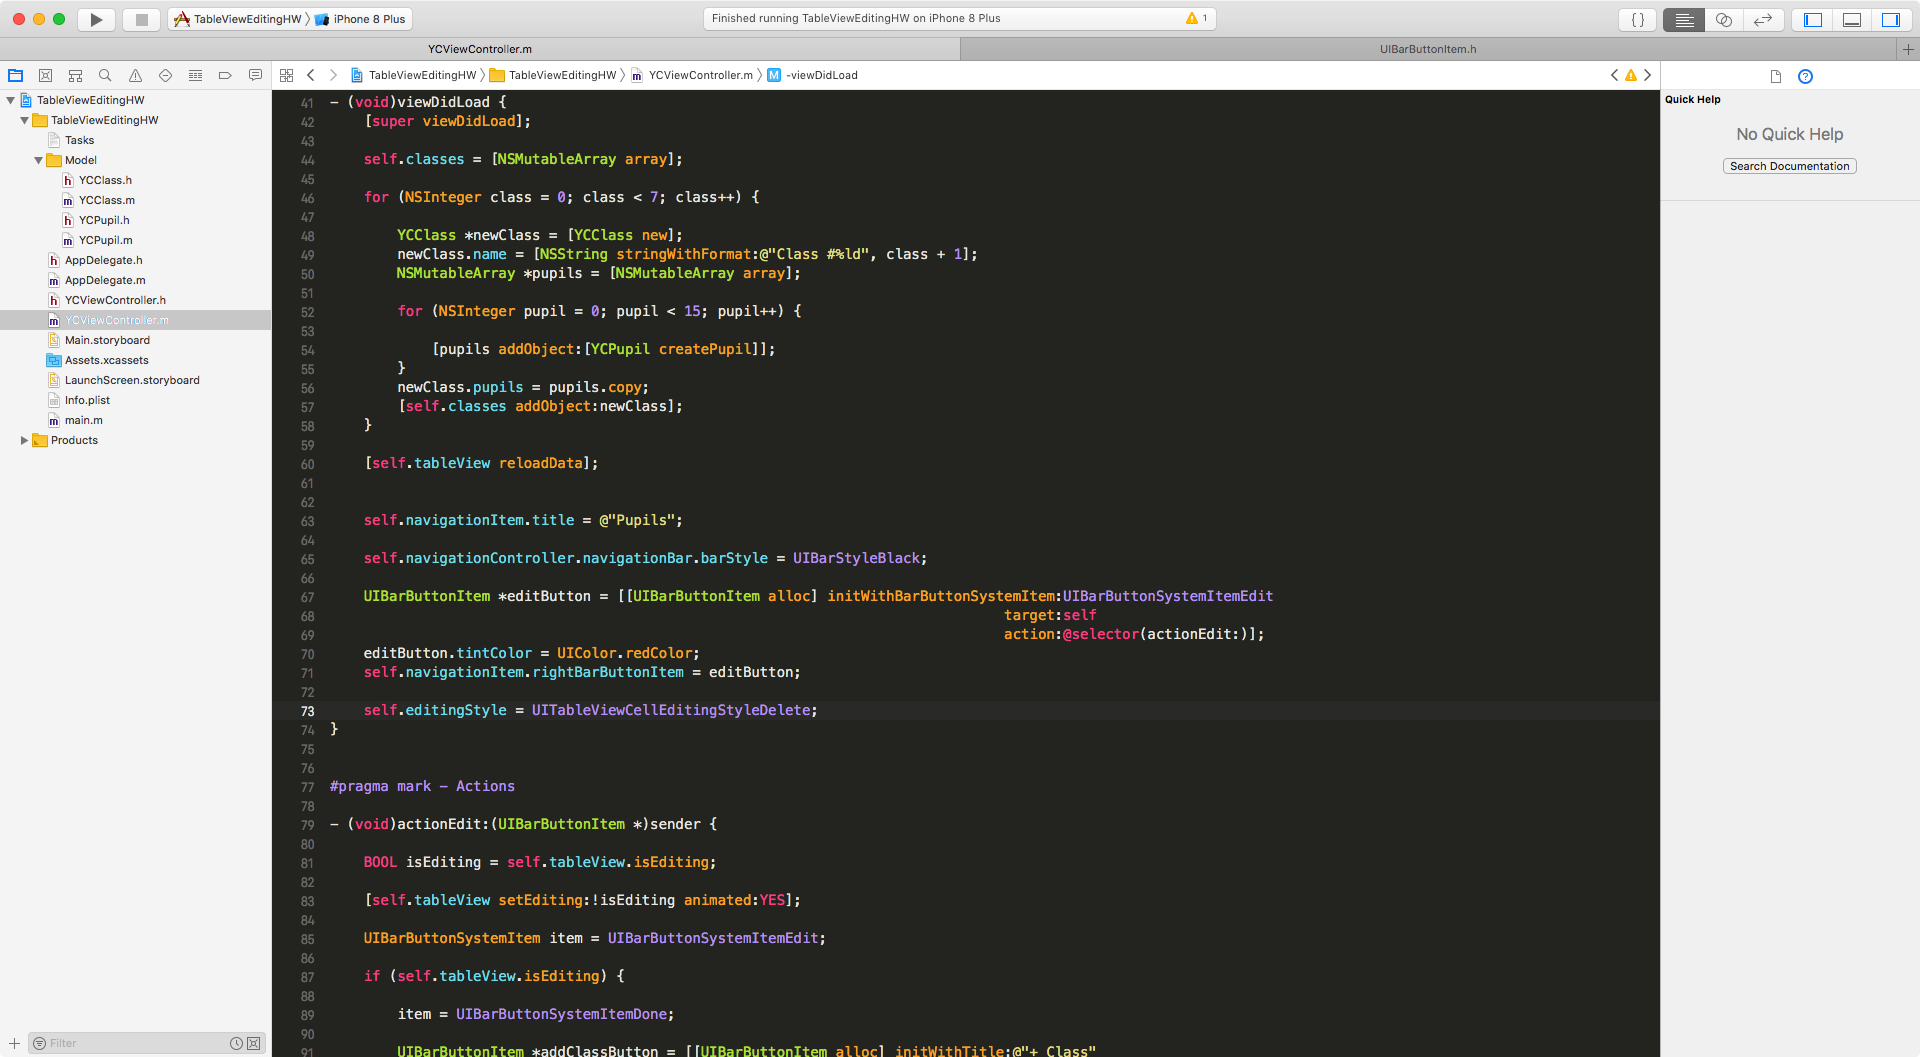 TableViewEditingHW 〉 iPhone 8 Plus
Finished running TableViewEditingHW on iPhone 8 Plus
1
{ }
YCViewController.m
UIBarButtonItem.h
TableViewEditingHW 〉 TableViewEditingHW 〉 YCViewController.m 〉 M -viewDidLoad
TableViewEditingHW
TableViewEditingHW
Tasks
Model
h YCClass.h
m YCClass.m
h YCPupil.h
m YCPupil.m
h AppDelegate.h
m AppDelegate.m
h YCViewController.h
m YCViewController.m
Main.storyboard
Assets.xcassets
LaunchScreen.storyboard
Info.plist
m main.m
Products
Filter
41 - (void)viewDidLoad {
42 [super viewDidLoad];
43
44 self.classes = [NSMutableArray array];
45
46 for (NSInteger class = 0; class < 7; class++) {
47
48 YCClass *newClass = [YCClass new];
49 newClass.name = [NSString stringWithFormat:@"Class #%ld", class + 1];
50 NSMutableArray *pupils = [NSMutableArray array];
51
52 for (NSInteger pupil = 0; pupil < 15; pupil++) {
53
54 [pupils addObject:[YCPupil createPupil]];
55 }
56 newClass.pupils = pupils.copy;
57 [self.classes addObject:newClass];
58 }
59
60 [self.tableView reloadData];
61
62
63 self.navigationItem.title = @"Pupils";
64
65 self.navigationController.navigationBar.barStyle = UIBarStyleBlack;
66
67 UIBarButtonItem *editButton = [[UIBarButtonItem alloc] initWithBarButtonSystemItem:UIBarButtonSystemItemEdit
68 target:self
69 action:@selector(actionEdit:)];
70 editButton.tintColor = UIColor.redColor;
71 self.navigationItem.rightBarButtonItem = editButton;
72
73 self.editingStyle = UITableViewCellEditingStyleDelete;
74 }
75
76
77 #pragma mark - Actions
78
79 - (void)actionEdit:(UIBarButtonItem *)sender {
80
81 BOOL isEditing = self.tableView.isEditing;
82
83 [self.tableView setEditing:!isEditing animated:YES];
84
85 UIBarButtonSystemItem item = UIBarButtonSystemItemEdit;
86
87 if (self.tableView.isEditing) {
88
89 item = UIBarButtonSystemItemDone;
90
91 UIBarButtonItem *addClassButton = [[UIBarButtonItem alloc] initWithTitle:@"+ Class"
Quick Help
No Quick Help
Search Documentation